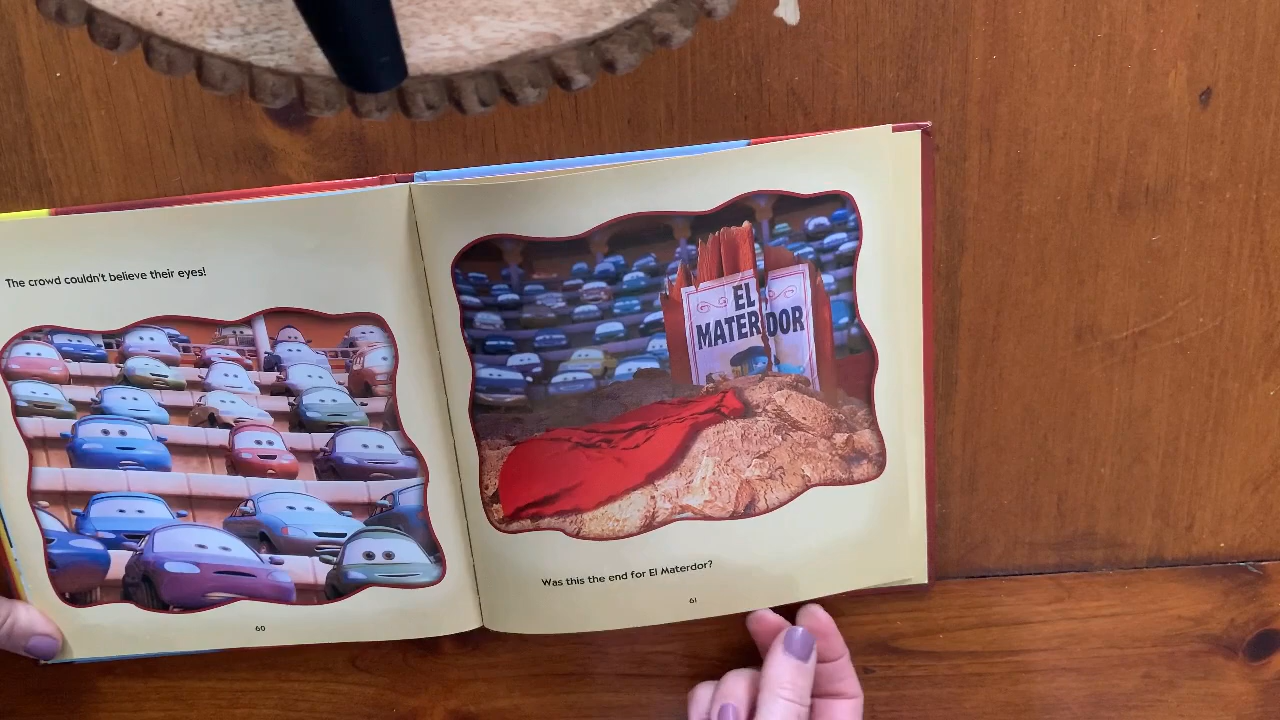 The crowd couldn't believe their eyes!
60
EL
MATERDOR
Was this the end for El Materdor?
61